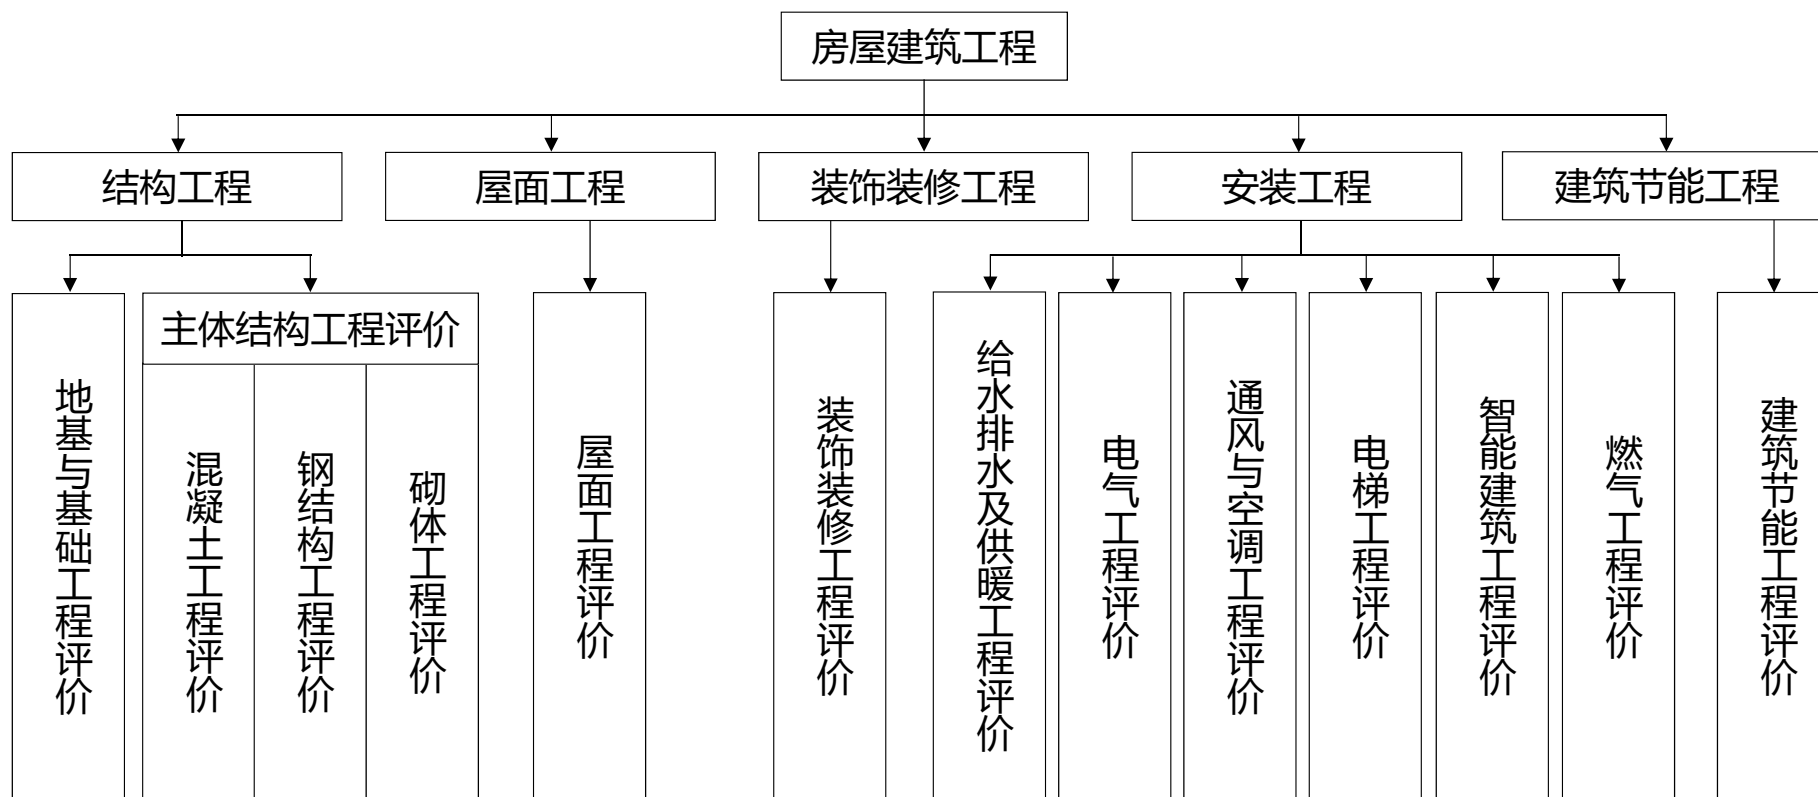 房屋建筑工程
结构工程
屋面工程
装饰装修工程
安装工程
建筑节能工程
地基与基础工程评价
主体结构工程评价
混凝土工程评价
钢结构工程评价
砌体工程评价
屋面工程评价
装饰装修工程评价
给水排水及供暖工程评价
电气工程评价
通风与空调工程评价
电梯工程评价
智能建筑工程评价
燃气工程评价
建筑节能工程评价